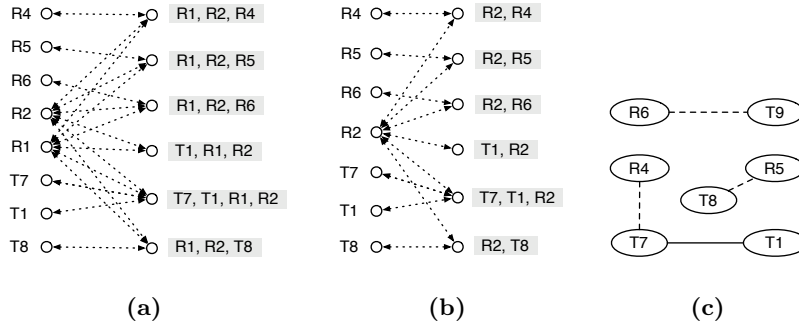 R4
R5
R6
R2
R1
T7
T1
T8
R1, R2, R4
R1, R2, R5
R1, R2, R6
T1, R1, R2
T7, T1, R1, R2
R1, R2, T8
(a)
R4
R5
R6
R2
T7
T1
T8
R2, R4
R2, R5
R2, R6
T1, R2
T7, T1, R2
R2, T8
(b)
R6 T9
R4 R5
T8
T7 T1
(c)